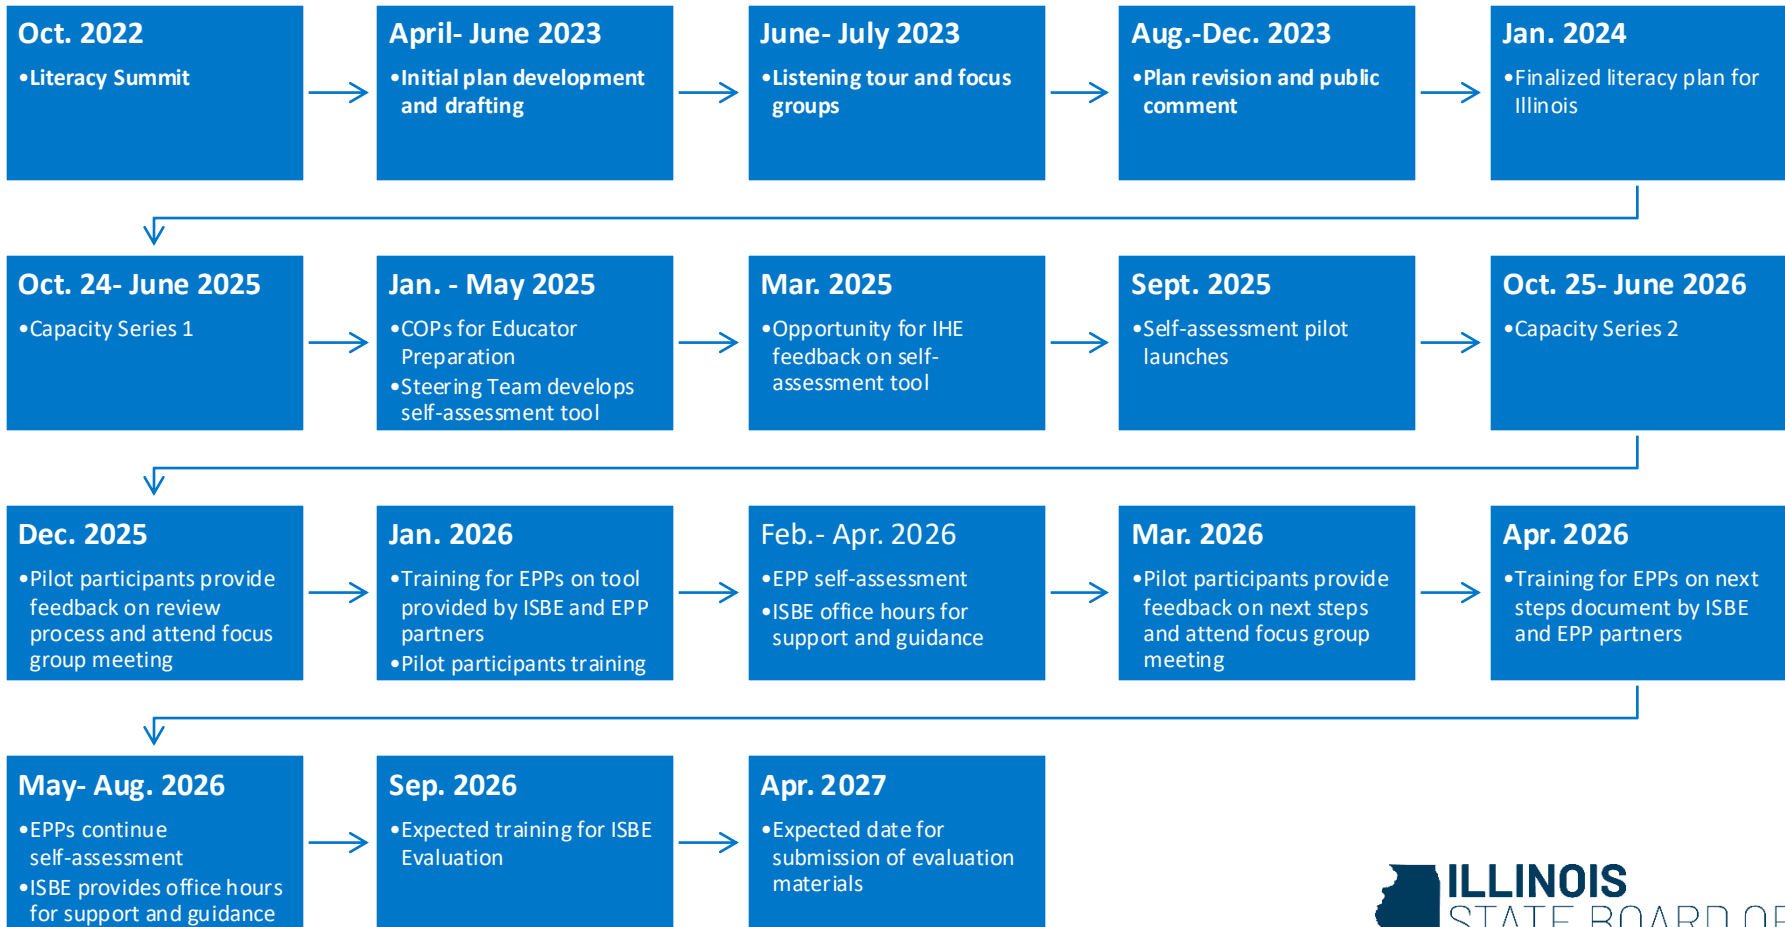 Oct. 2022
•Literacy Summit
April- June 2023
•Initial plan development
and drafting
June- July 2023
•Listening tour and focus
groups
Aug.-Dec. 2023
•Plan revision and public
comment
Jan. 2024
•Finalized literacy plan for
Illinois
Oct. 24- June 2025
•Capacity Series 1
Jan. - May 2025
•COPs for Educator
Preparation
•Steering Team develops
self-assessment tool
Mar. 2025
•Opportunity for IHE
feedback on self-
assessment tool
Sept. 2025
•Self-assessment pilot
launches
Oct. 25- June 2026
•Capacity Series 2
Dec. 2025
•Pilot participants provide
feedback on review
process and attend focus
group meeting
Jan. 2026
•Training for EPPs on tool
provided by ISBE and EPP
partners
•Pilot participants training
Feb.- Apr. 2026
•EPP self-assessment
•ISBE office hours for
support and guidance
Mar. 2026
•Pilot participants provide
feedback on next steps
and attend focus group
meeting
Apr. 2026
•Training for EPPs on next
steps document by ISBE
and EPP partners
May- Aug. 2026
•EPPs continue
self-assessment
•ISBE provides office hours
for support and guidance
Sep. 2026
•Expected training for ISBE
Evaluation
Apr. 2027
•Expected date for
submission of evaluation
materials
ILLINOIS
STATE BOARD OF